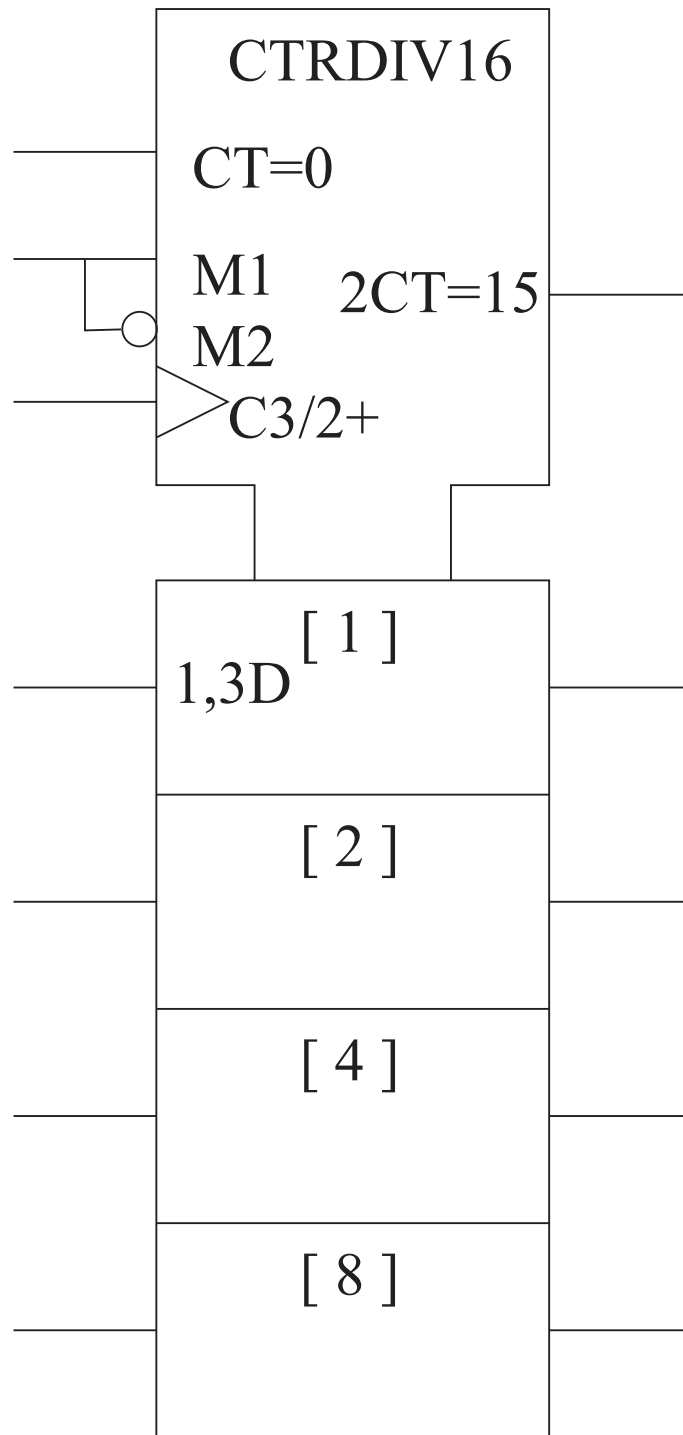 CTRDIV16
CT=0
M1
2CT=15
M2
C3/2+
[ 1 ]
1,3D
[ 2 ]
[ 4 ]
[ 8 ]